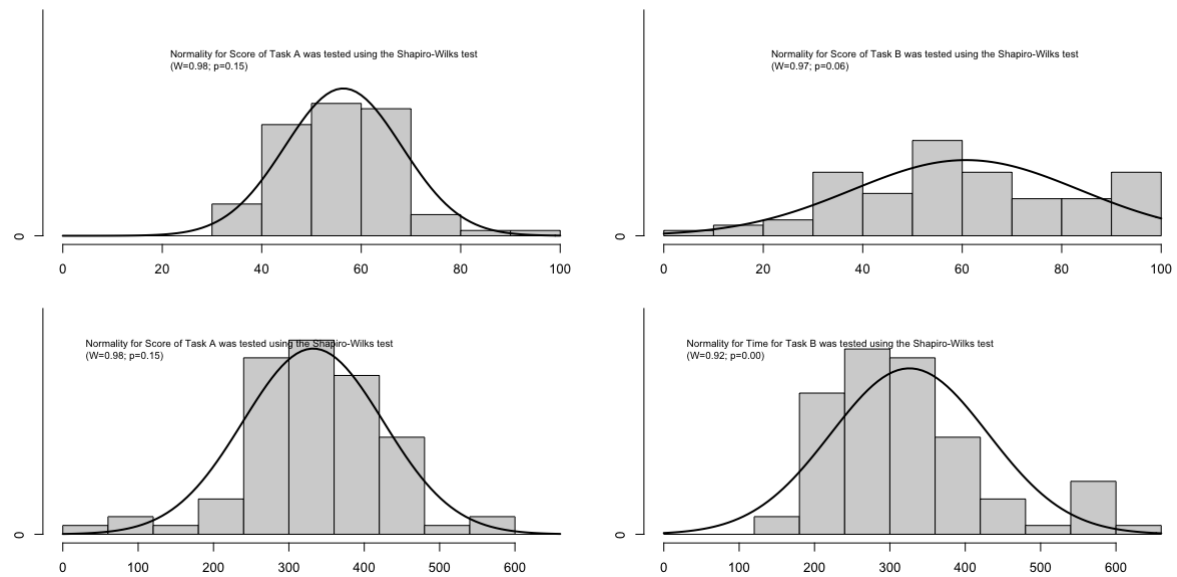 Normality for Score of Task A was tested using the Shapiro-Wilks test
(W=0.98; p=0.15)
0
0 20 40 60 80 100
Normality for Score of Task B was tested using the Shapiro-Wilks test
(W=0.97; p=0.06)
0
0 20 40 60 80 100
Normality for Score of Task A was tested using the Shapiro-Wilks test
(W=0.98; p=0.15)
0
0 100 200 300 400 500 600
Normality for Time for Task B was tested using the Shapiro-Wilks test
(W=0.92; p=0.00)
0
0 100 200 300 400 500 600